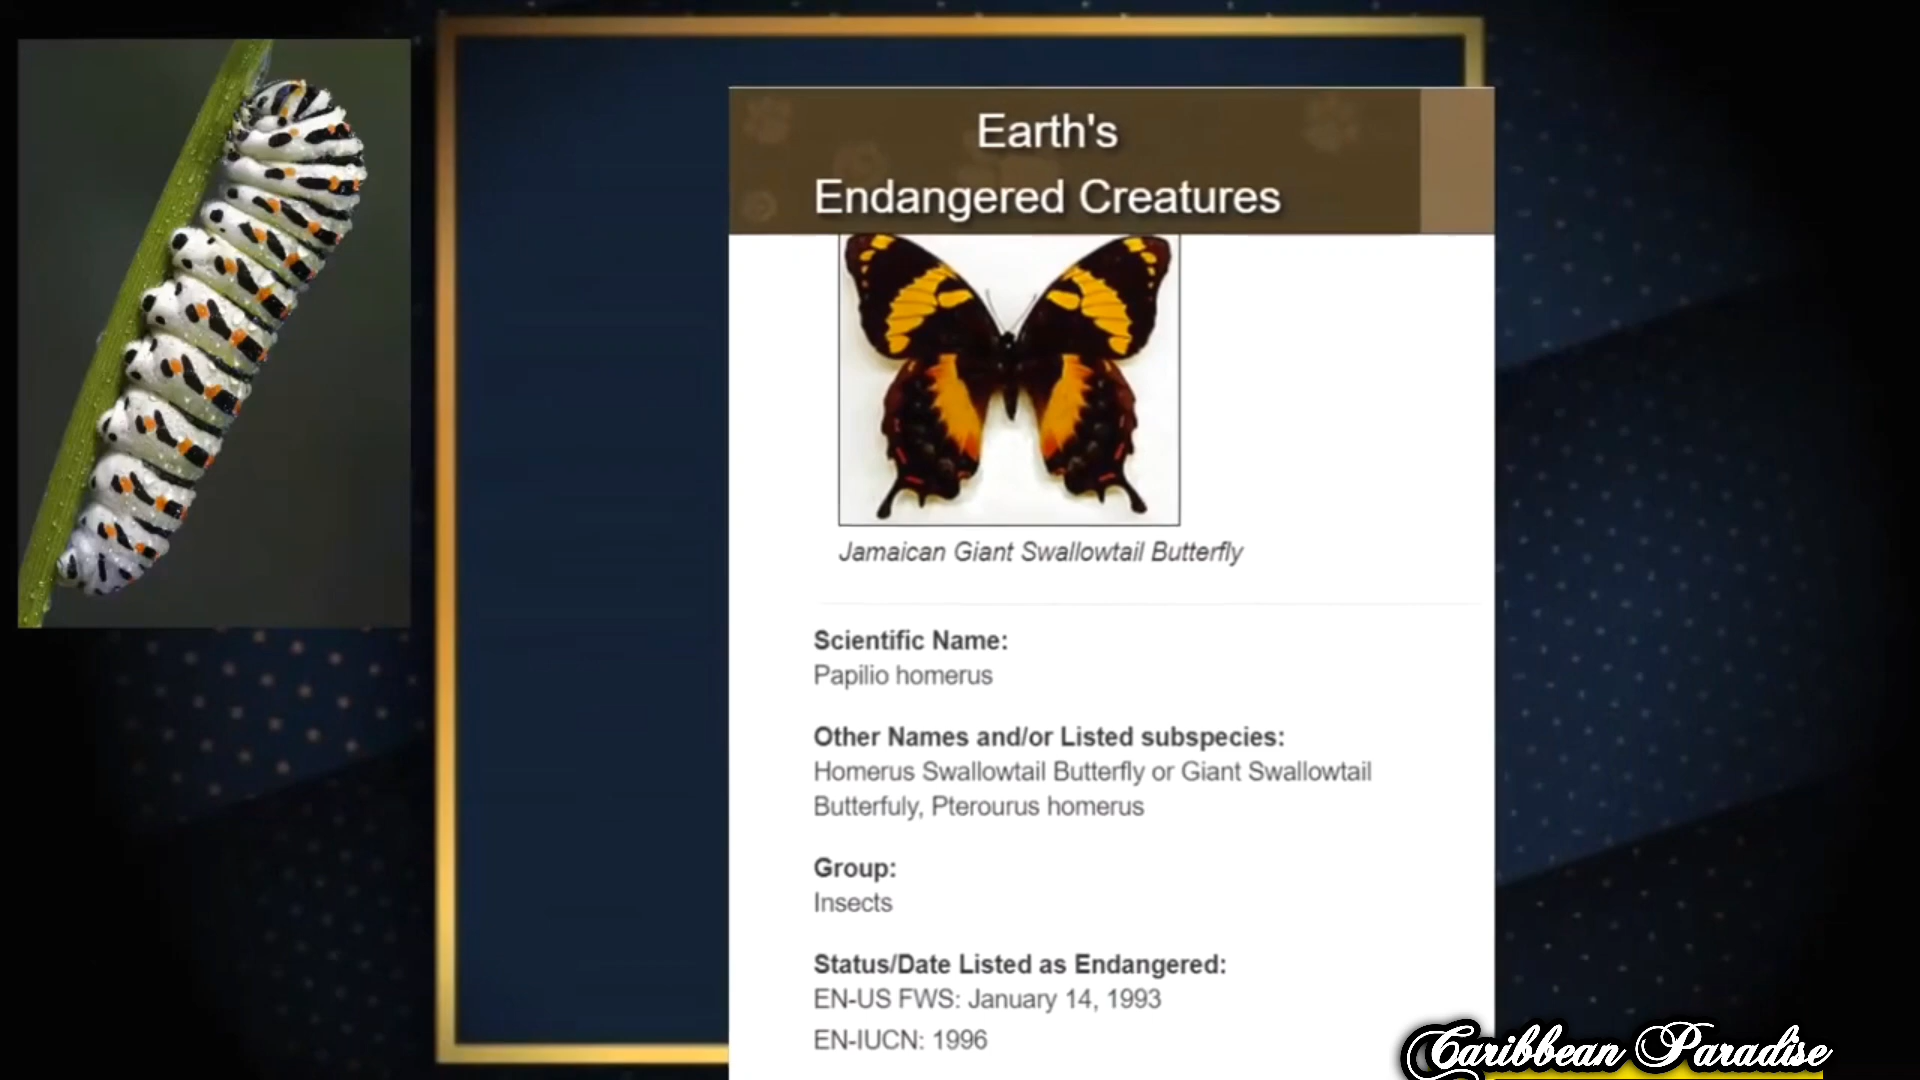 Earth's
Endangered Creatures
Jamaican Giant Swallowtail Butterfly
Scientific Name:
Papilio homerus
Other Names and/or Listed subspecies:
Homerus Swallowtail Butterfly or Giant Swallowtail
Butterfuly, Pterourus homerus
Group:
Insects
Status/Date Listed as Endangered:
EN-US FWS: January 14, 1993
EN-IUCN: 1996
Caribbean Paradise